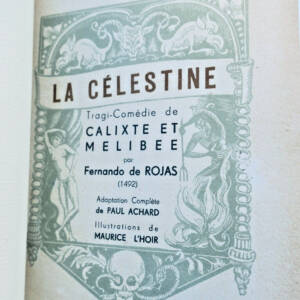 LA CÉLESTINE
Tragi-Comédie de
CALIXTE ET
MELIBEE
par
Fernando de ROJAS
(1492)
Adaptation Complète
de PAUL ACHARD
Illustrations de
MAURICE L'HOIR